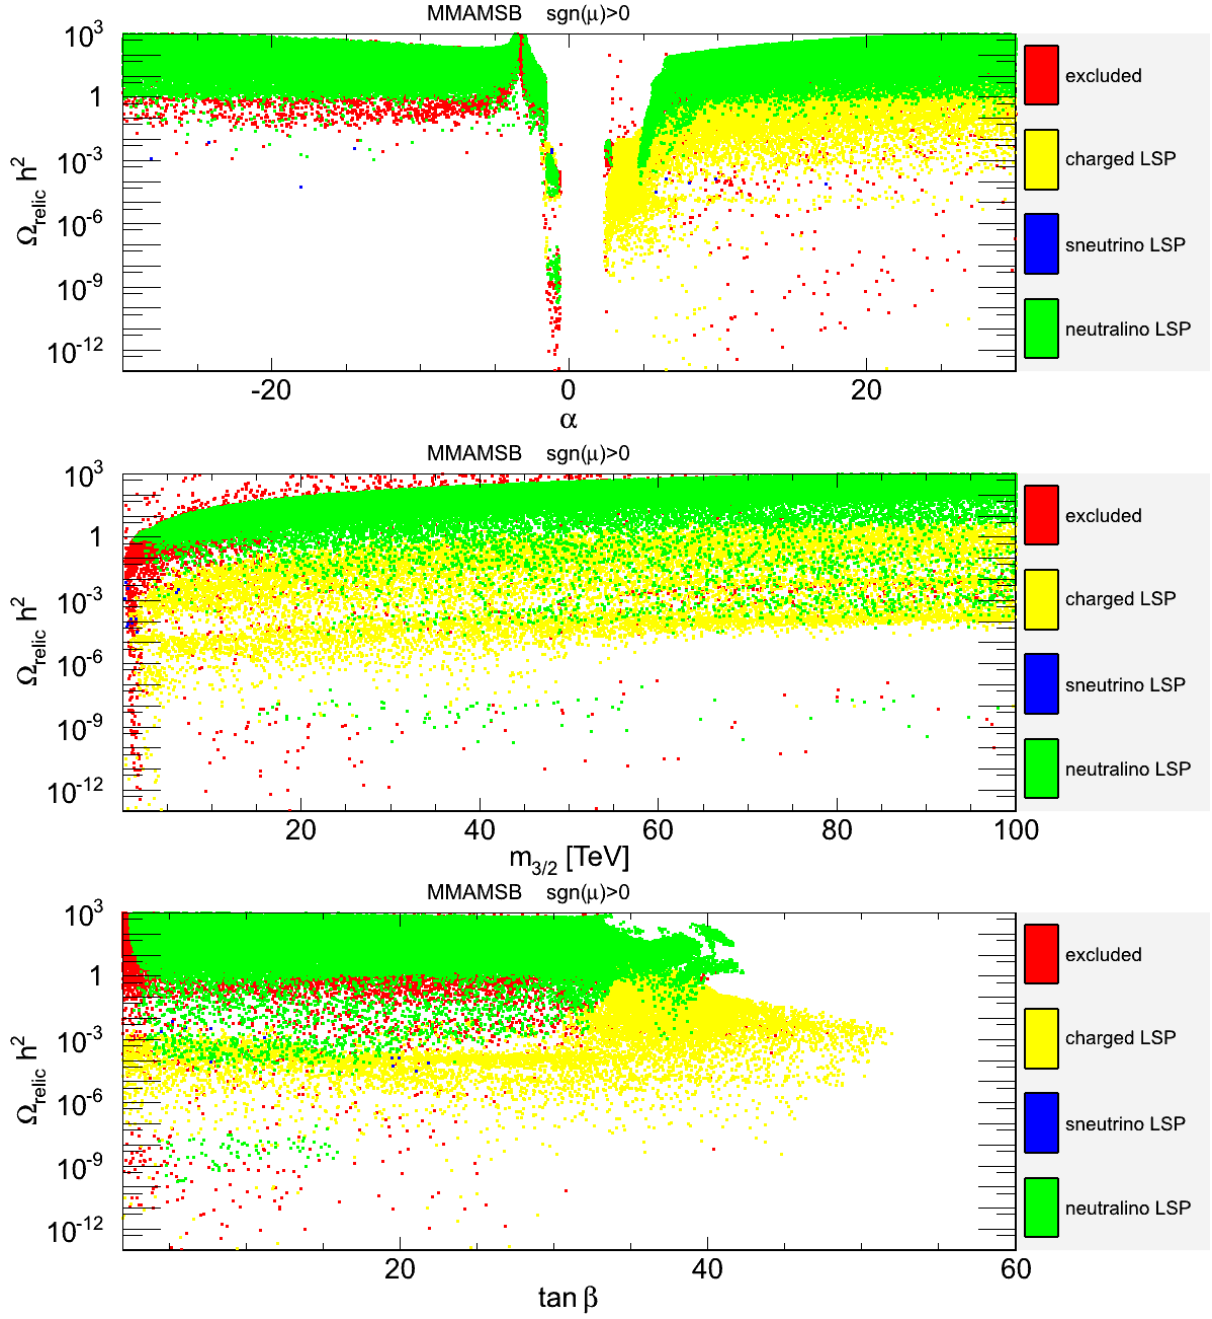 MMAMSB sgn(μ)>0
10^3
1
10^-3
10^-6
10^-9
10^-12
Ω_relic h^2
-20 0 20
α
excluded
charged LSP
sneutrino LSP
neutralino LSP
MMAMSB sgn(μ)>0
10^3
1
10^-3
10^-6
10^-9
10^-12
Ω_relic h^2
20 40 60 80 100
m_3/2 [TeV]
excluded
charged LSP
sneutrino LSP
neutralino LSP
MMAMSB sgn(μ)>0
10^3
1
10^-3
10^-6
10^-9
10^-12
Ω_relic h^2
20 40 60
tan β
excluded
charged LSP
sneutrino LSP
neutralino LSP